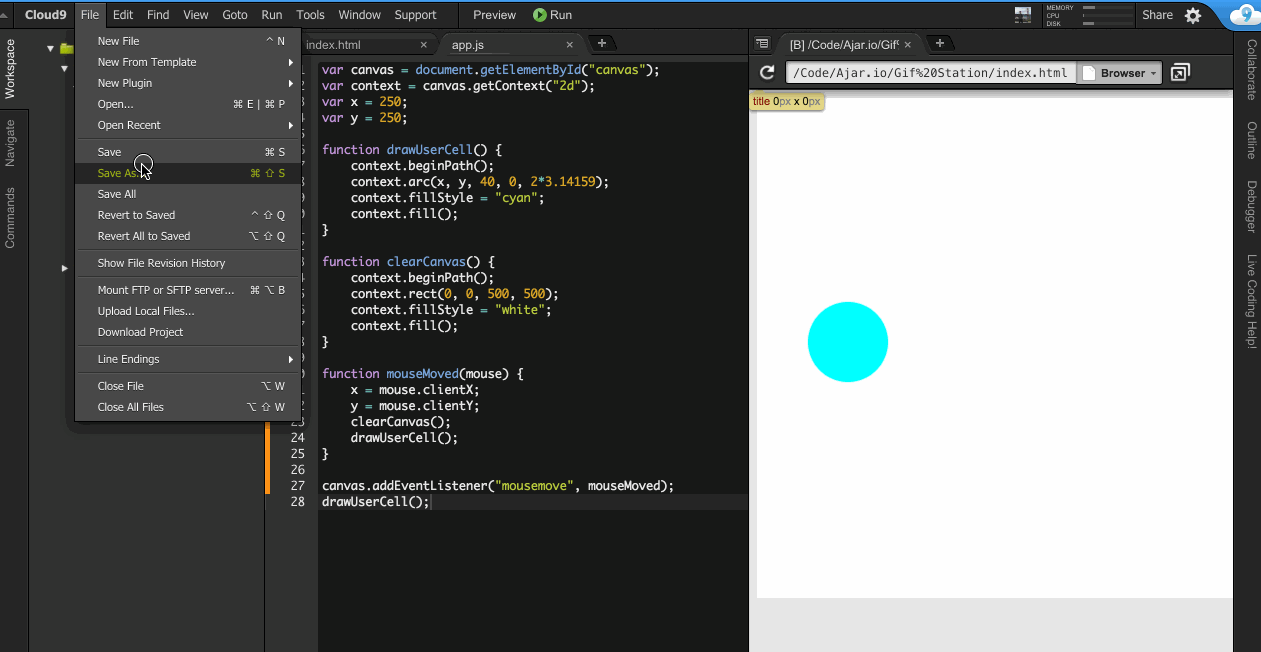 Cloud9 File Edit Find View Goto Run Tools Window Support Preview Run MEMORY CPU DISK Share
Workspace
Navigate
Commands
New File ^ N
New From Template
New Plugin
Open... ⌘ E | ⌘ P
Open Recent
Save ⌘ S
Save As... ⌘ ⇧ S
Save All
Revert to Saved ^ ⇧ Q
Revert All to Saved ⌥ ⇧ Q
Show File Revision History
Mount FTP or SFTP server... ⌘ ⌥ B
Upload Local Files...
Download Project
Line Endings
Close File ⌥ W
Close All Files ⌥ ⇧ W
index.html × app.js × +
var canvas = document.getElementById("canvas");
var context = canvas.getContext("2d");
var x = 250;
var y = 250;
function drawUserCell() {
context.beginPath();
context.arc(x, y, 40, 0, 2*3.14159);
context.fillStyle = "cyan";
context.fill();
}
function clearCanvas() {
context.beginPath();
context.rect(0, 0, 500, 500);
context.fillStyle = "white";
context.fill();
}
function mouseMoved(mouse) {
x = mouse.clientX;
y = mouse.clientY;
clearCanvas();
24 drawUserCell();
25 }
26
27 canvas.addEventListener("mousemove", mouseMoved);
28 drawUserCell();
[B] /Code/Ajar.io/Gif × +
/Code/Ajar.io/Gif%20Station/index.html Browser
title 0px x 0px
9
Collaborate
Outline
Debugger
Live Coding Help!